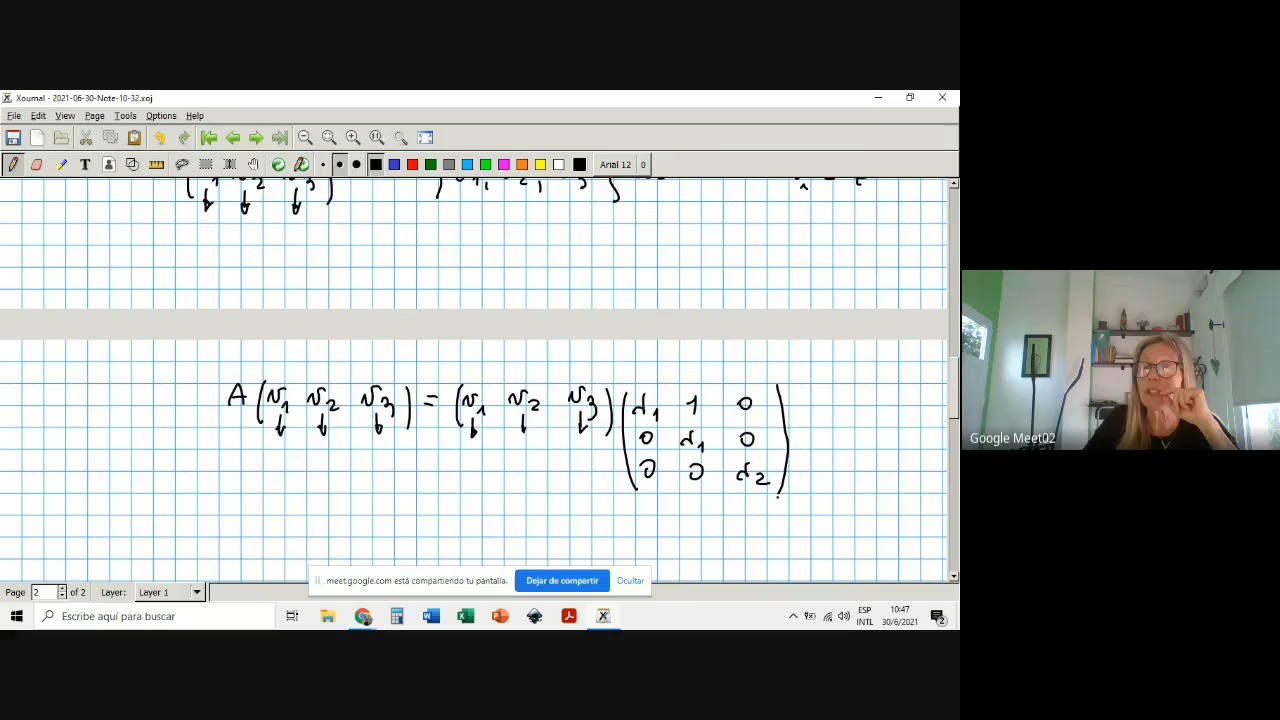 Xournal - 2021-06-30-Note-10-32.xoj
File Edit View Page Tools Options Help
Arial 12 0
A (v₁ v₂ v₃) = (v₁ v₂ v₃) (λ₁ 1 0
0 λ₁ 0
0 0 λ₂)
Google Meet02
meet.google.com está compartiendo tu pantalla. Dejar de compartir Ocultar
Page 2 of 2 Layer: Layer 1
Escribe aquí para buscar
ESP 10:47
INTL 30/6/2021 2